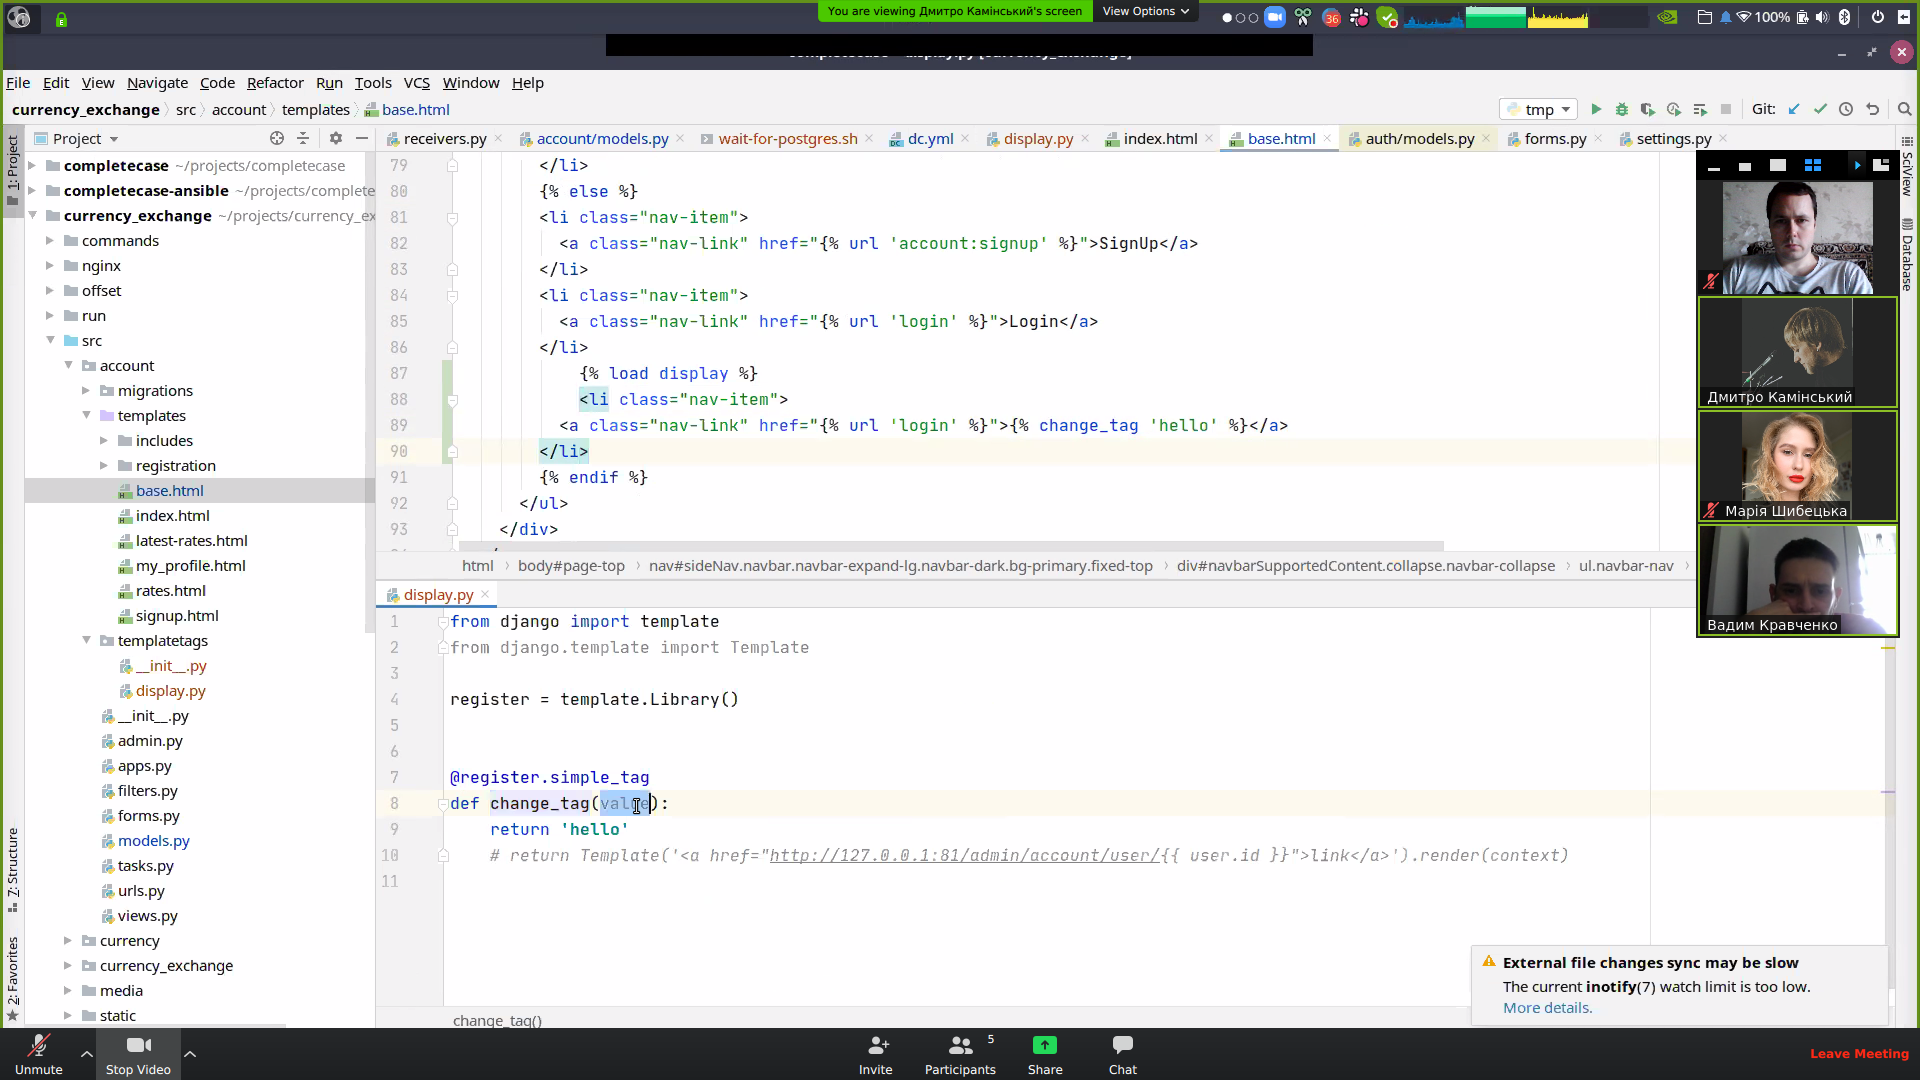 You are viewing Дмитро Камінський's screen
View Options
36
100%
File Edit View Navigate Code Refactor Run Tools VCS Window Help
currency_exchange src account templates base.html
tmp
Git:
Project
receivers.py
account/models.py
wait-for-postgres.sh
dc.yml
display.py
index.html
base.html
auth/models.py
forms.py
settings.py
1: Project
7: Structure
2: Favorites
SciView
Database
completecase ~/projects/completecase
completecase-ansible ~/projects/complete
currency_exchange ~/projects/currency_ex
commands
nginx
offset
run
src
account
migrations
templates
includes
registration
base.html
index.html
latest-rates.html
my_profile.html
rates.html
signup.html
templatetags
__init__.py
display.py
__init__.py
admin.py
apps.py
filters.py
forms.py
models.py
tasks.py
urls.py
views.py
currency
currency_exchange
media
static
79 </li>
80 {% else %}
81 <li class="nav-item">
82 <a class="nav-link" href="{% url 'account:signup' %}">SignUp</a>
83 </li>
84 <li class="nav-item">
85 <a class="nav-link" href="{% url 'login' %}">Login</a>
86 </li>
87 {% load display %}
88 <li class="nav-item">
89 <a class="nav-link" href="{% url 'login' %}">{% change_tag 'hello' %}</a>
90 </li>
91 {% endif %}
92 </ul>
93 </div>
html body#page-top nav#sideNav.navbar.navbar-expand-lg.navbar-dark.bg-primary.fixed-top div#navbarSupportedContent.collapse.navbar-collapse ul.navbar-nav
display.py
1 from django import template
2 from django.template import Template
3
4 register = template.Library()
5
6
7 @register.simple_tag
8 def change_tag(value):
9 return 'hello'
10 # return Template('<a href="http://127.0.0.1:81/admin/account/user/{{ user.id }}">link</a>').render(context)
11
change_tag()
Дмитро Камінський
Марія Шибецька
Вадим Кравченко
External file changes sync may be slow
The current inotify(7) watch limit is too low.
More details.
Unmute
Stop Video
Invite
Participants 5
Share
Chat
Leave Meeting